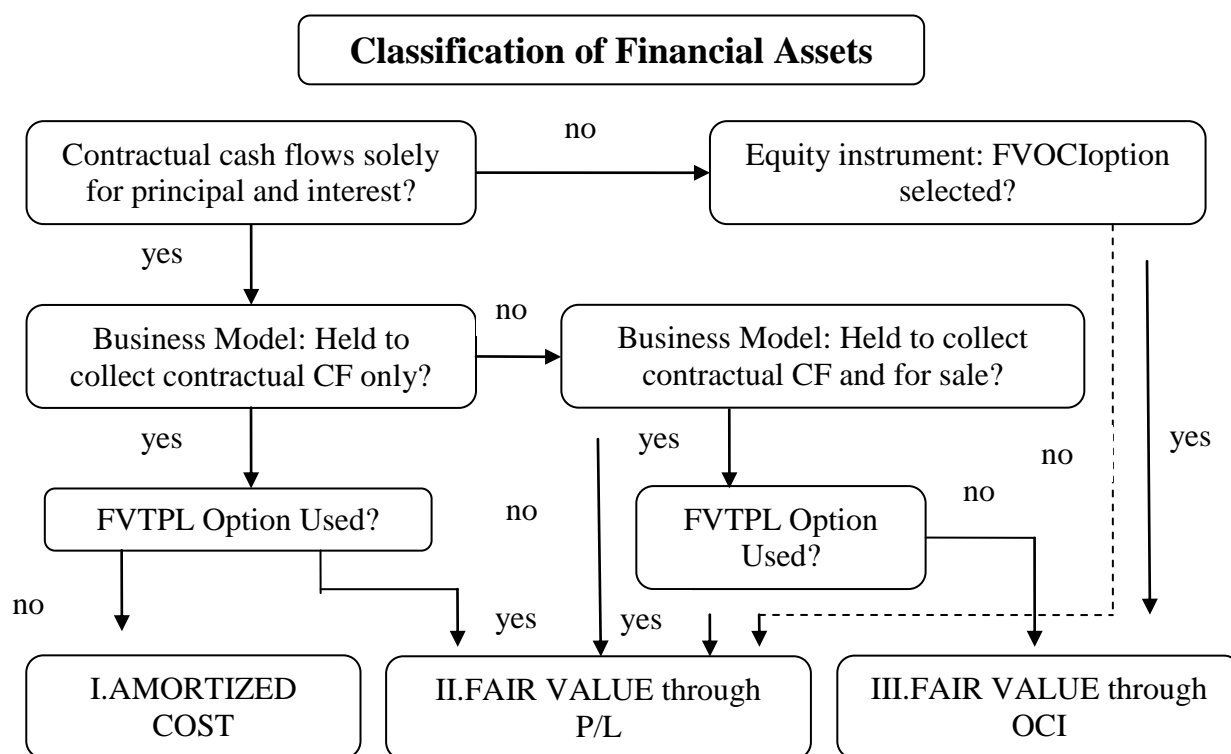 Classification of Financial Assets
no
Contractual cash flows solely
for principal and interest?
Equity instrument: FVOCIoption
selected?
yes
no
Business Model: Held to
collect contractual CF only?
Business Model: Held to collect
contractual CF and for sale?
yes
yes
yes
no
no
FVTPL Option Used?
no
FVTPL Option
Used?
no
yes
yes
I.AMORTIZED
COST
II.FAIR VALUE through
P/L
III.FAIR VALUE through
OCI